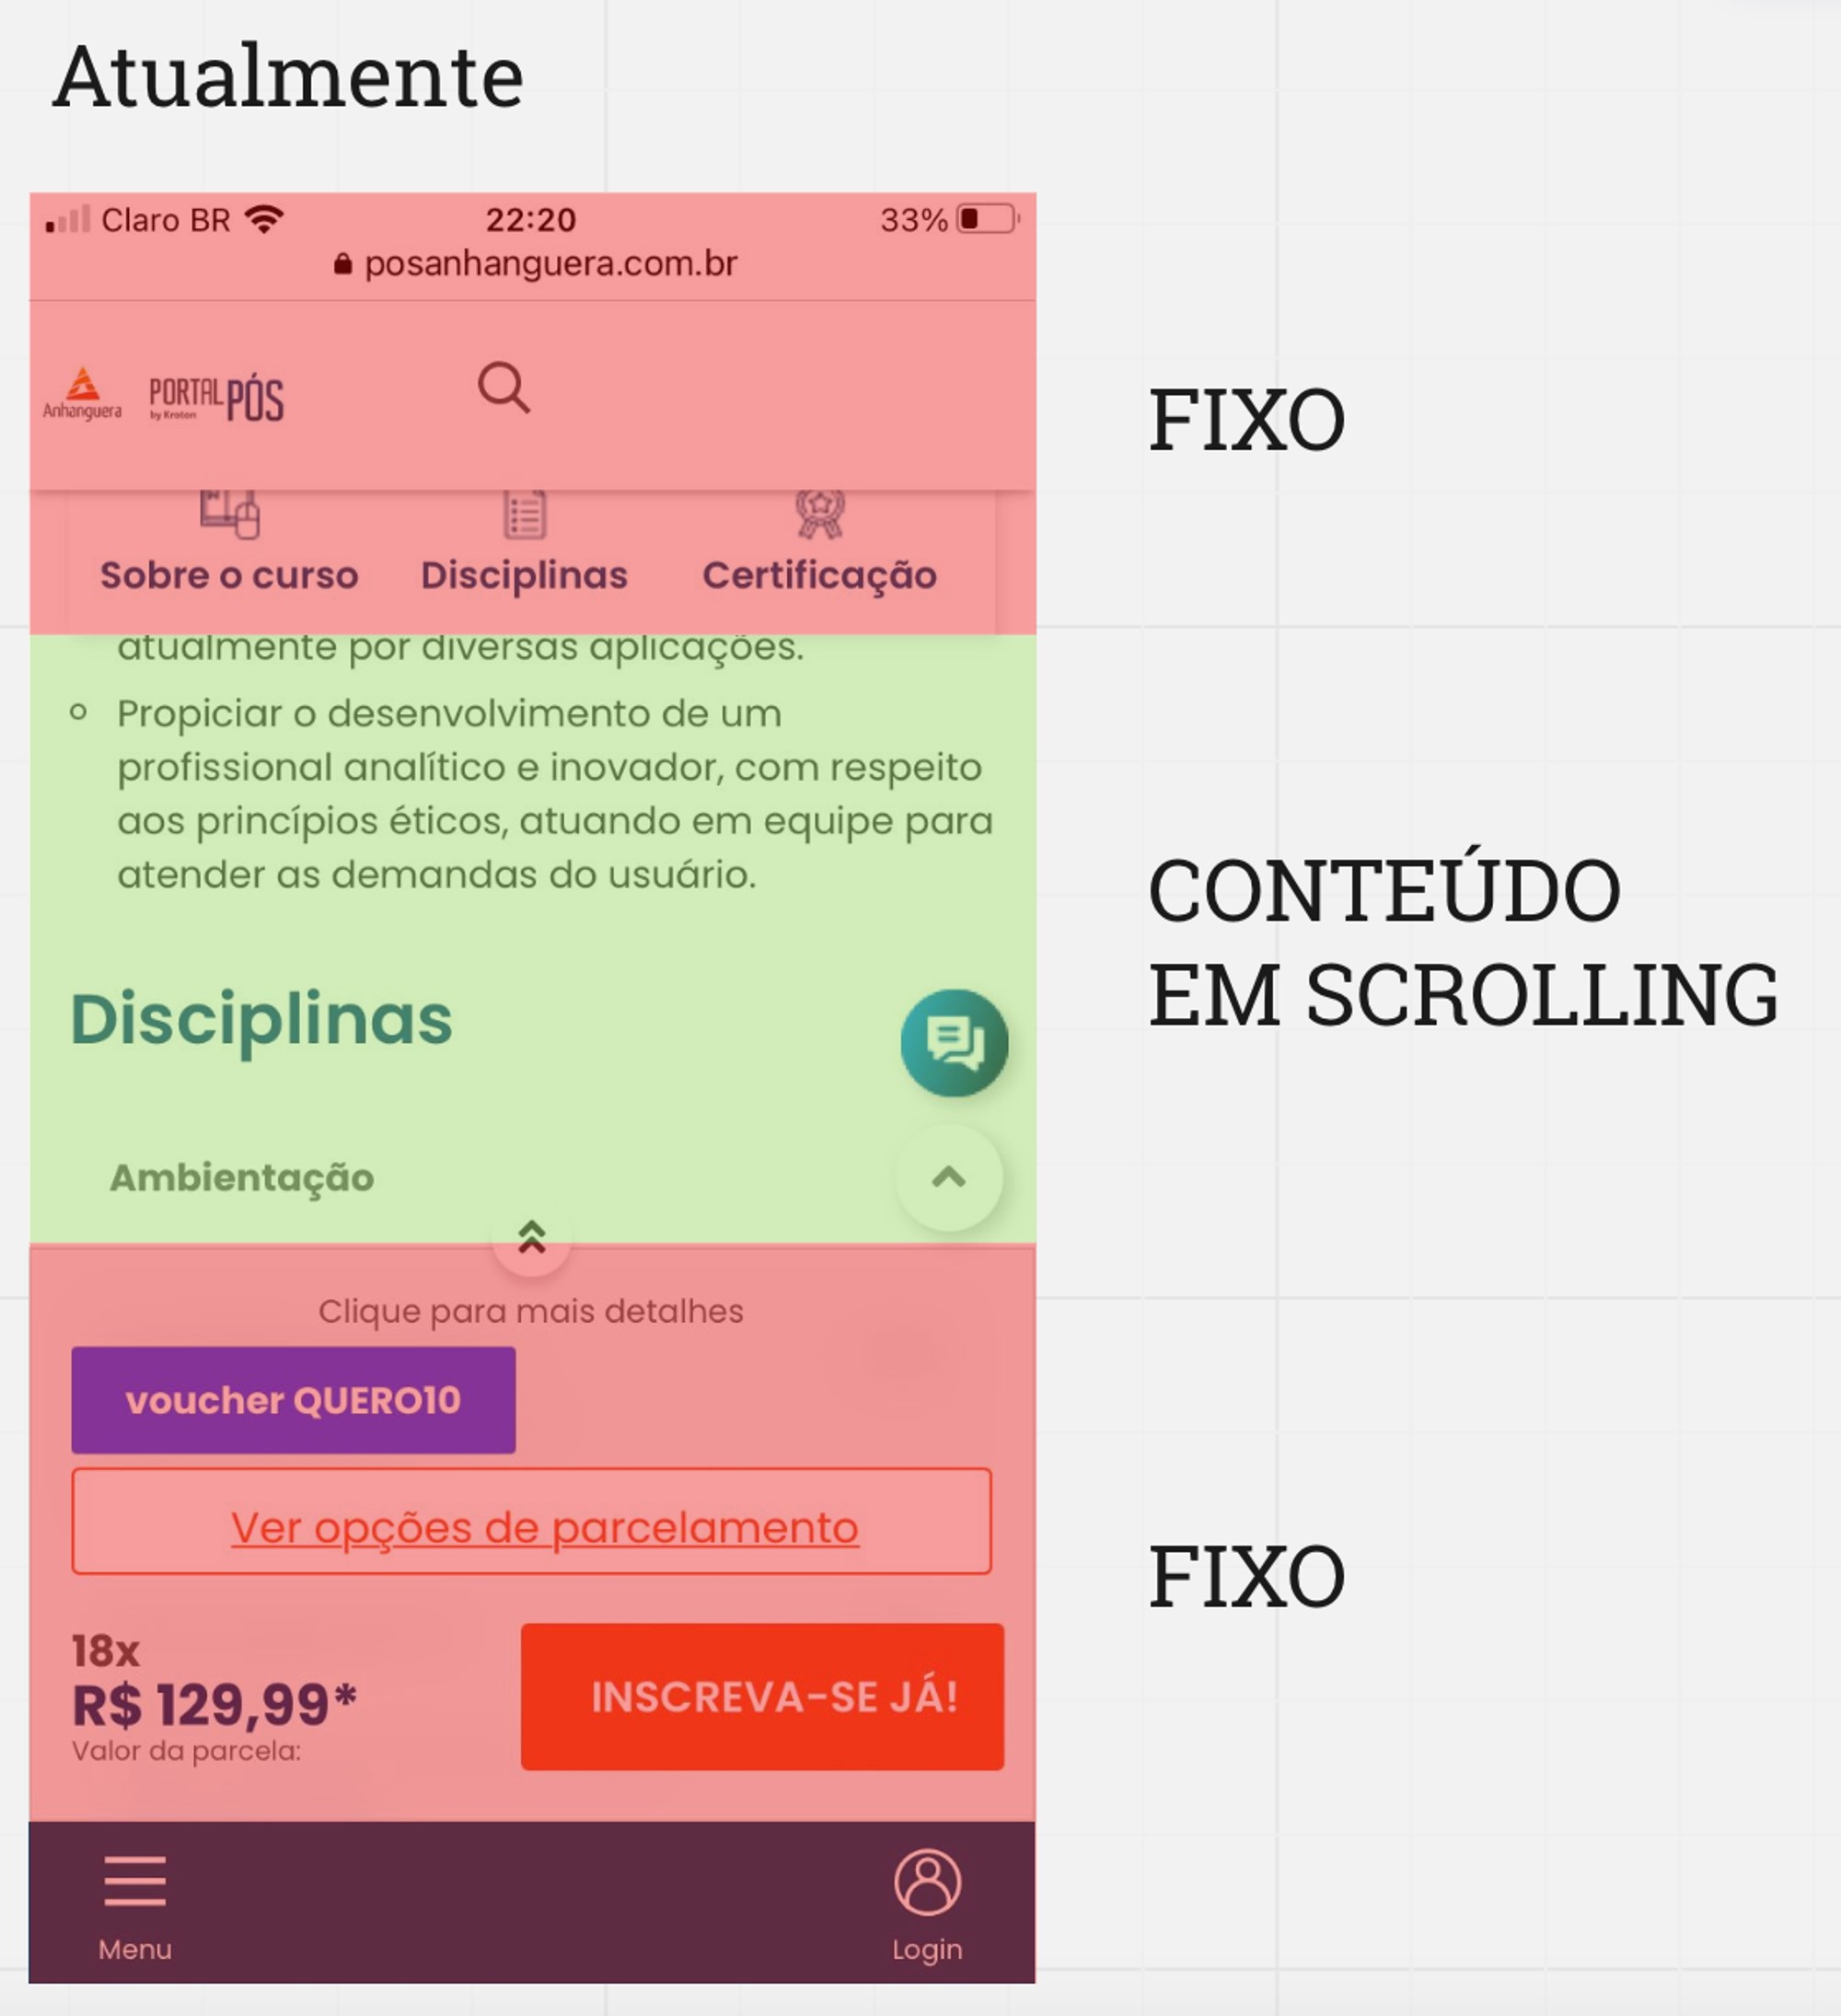 Atualmente
Claro BR
22:20
33%
posanhanguera.com.br
Anhanguera
PORTAL PÓS
by Kroton
FIXO
Sobre o curso
Disciplinas
Certificação
atualmente por diversas aplicações.
Propiciar o desenvolvimento de um
profissional analítico e inovador, com respeito
aos princípios éticos, atuando em equipe para
atender as demandas do usuário.
CONTEÚDO
EM SCROLLING
Disciplinas
Ambientação
Clique para mais detalhes
voucher QUERO10
Ver opções de parcelamento
FIXO
18x
R$ 129,99*
Valor da parcela:
INSCREVA-SE JÁ!
Menu
Login